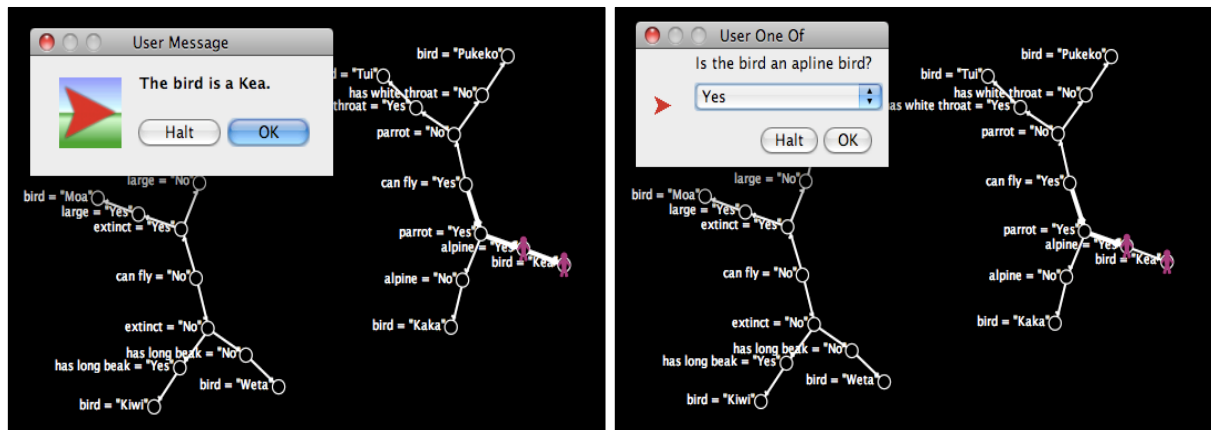 User Message
The bird is a Kea.
Halt
OK
bird = "Pukeko"
= "Tui"
has white throat = "No"
throat = "Yes"
parrot = "No"
large = "No"
bird = "Moa"
large = "Yes"
extinct = "Yes"
can fly = "Yes"
parrot = "Yes"
alpine = "Yes
bird = "Kea
can fly = "No"
alpine = "No"
extinct = "No"
bird = "Kaka"
has long beak = "No"
has long beak = "Yes"
bird = "Weta
bird = "Kiwi"
User One Of
Is the bird an apline bird?
Yes
Halt
OK
bird = "Pukeko"
bird = "Tui"
has white throat = "No"
as white throat = "Yes"
parrot = "No"
large = "No"
bird = "Moa"
large = "Yes"
extinct = "Yes"
can fly = "Yes"
parrot = "Yes"
alpine = "Yes
bird = "Kea"
can fly = "No"
alpine = "No"
extinct = "No"
bird = "Kaka"
has long beak = "No"
has long beak = "Yes"
bird = "Weta
bird = "Kiwi"